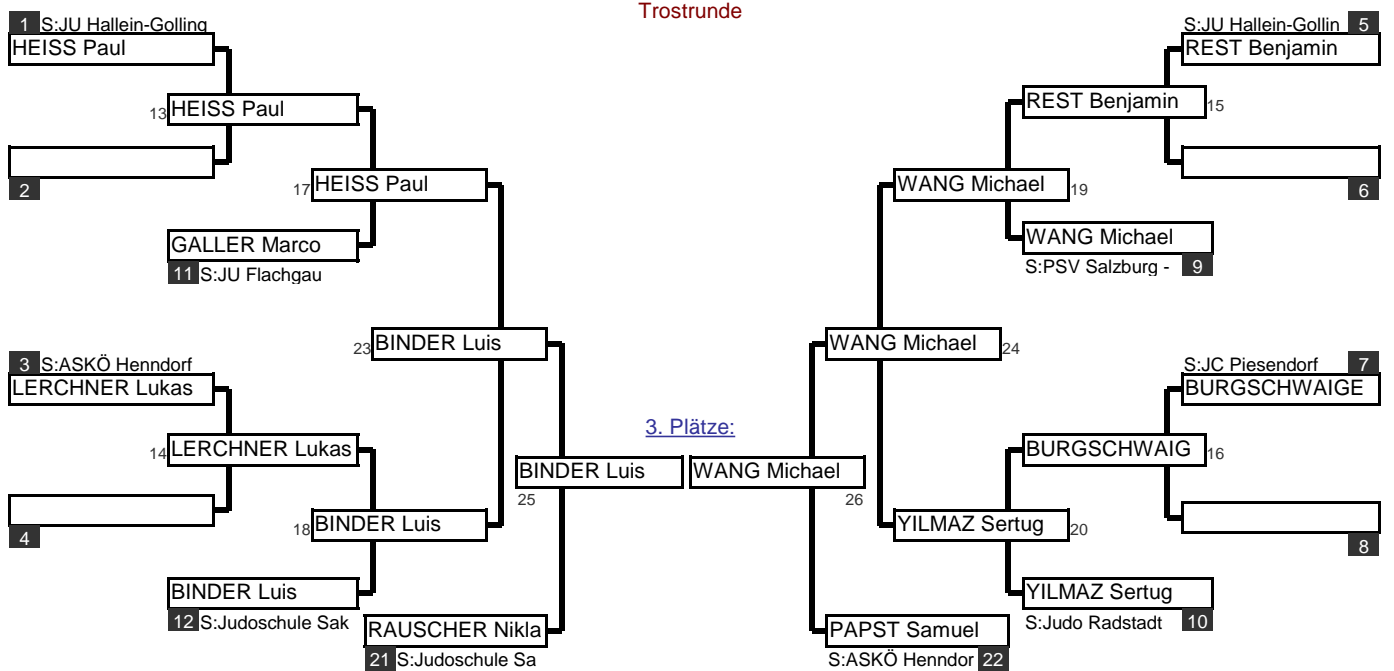 Trostrunde
1 S:JU Hallein-Golling
HEISS Paul
13 HEISS Paul
2
17 HEISS Paul
GALLER Marco
11 S:JU Flachgau
23 BINDER Luis
3 S:ASKÖ Henndorf
LERCHNER Lukas
14 LERCHNER Lukas
4
18 BINDER Luis
BINDER Luis
12 S:Judoschule Sak
RAUSCHER Nikla
21 S:Judoschule Sa
BINDER Luis
25
3. Plätze:
WANG Michael
26
S:JU Hallein-Gollin 5
REST Benjamin
REST Benjamin 15
6
WANG Michael 19
WANG Michael
S:PSV Salzburg - 9
WANG Michael 24
S:JC Piesendorf 7
BURGSCHWAIGE
BURGSCHWAIG 16
8
YILMAZ Sertug 20
YILMAZ Sertug
S:Judo Radstadt 10
PAPST Samuel
S:ASKÖ Henndor 22